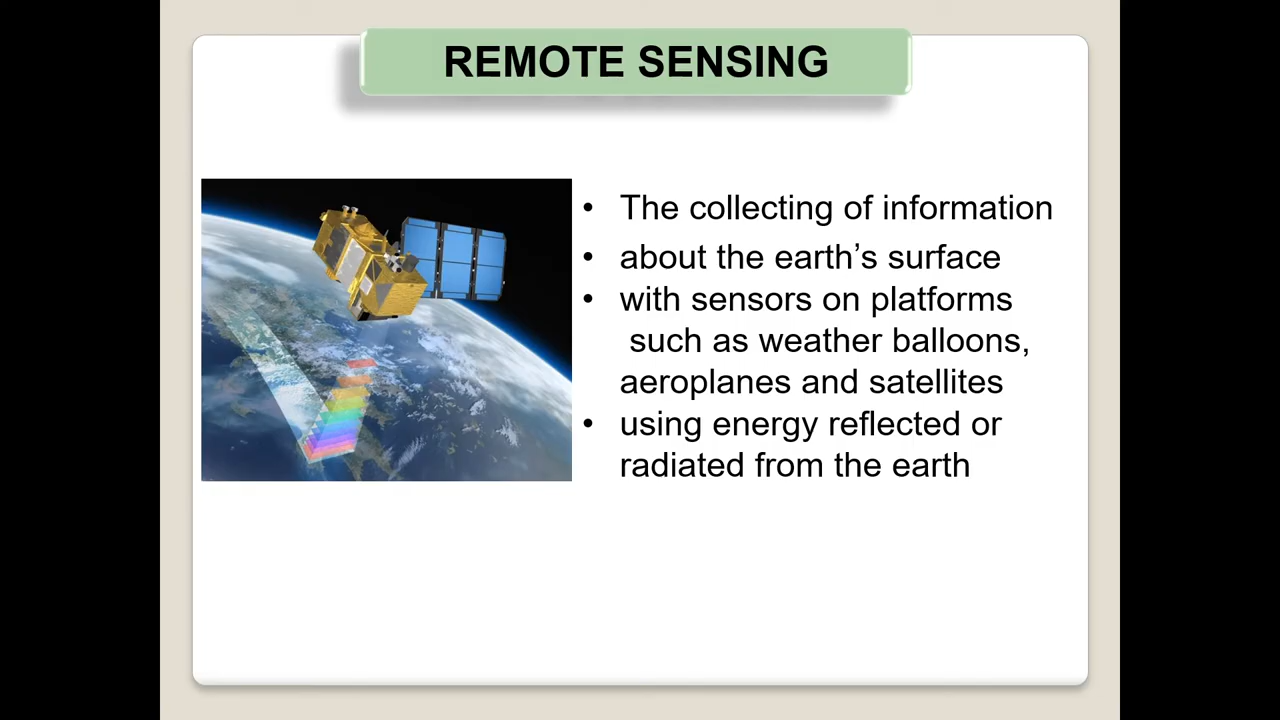 REMOTE SENSING
• The collecting of information
• about the earth’s surface
• with sensors on platforms
such as weather balloons,
aeroplanes and satellites
• using energy reflected or
radiated from the earth